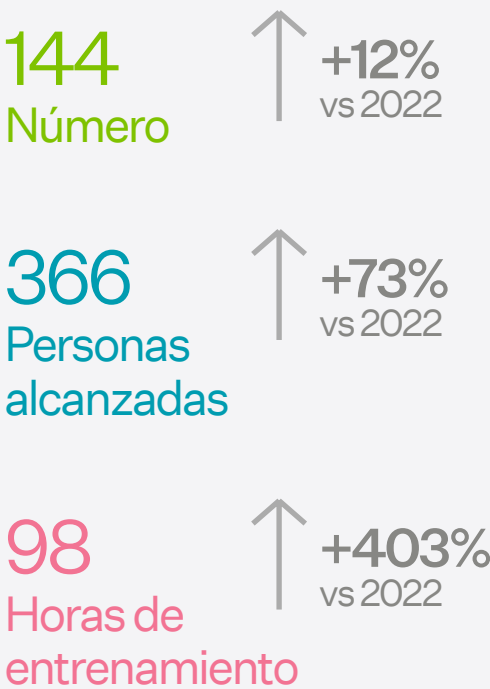 144
Número
+12%
vs 2022
366
Personas
alcanzadas
+73%
vs 2022
98
Horas de
entrenamiento
+403%
vs 2022